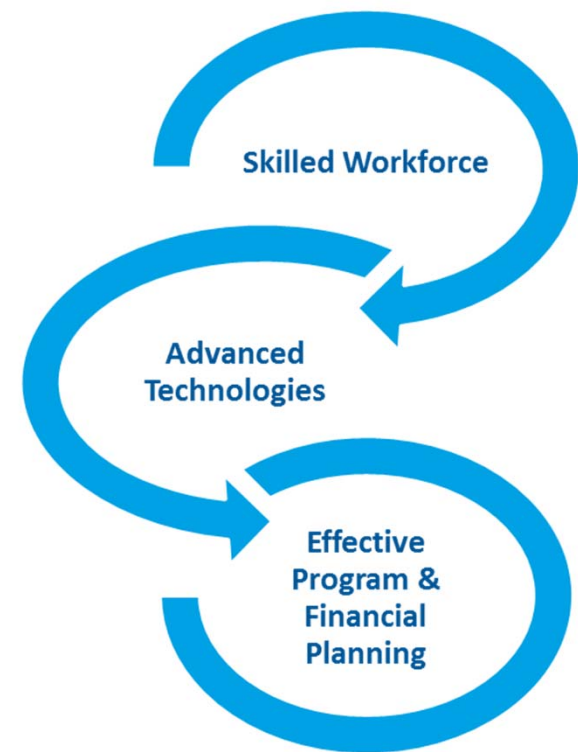 Skilled Workforce
Advanced
Technologies
Effective
Program &
Financial
Planning